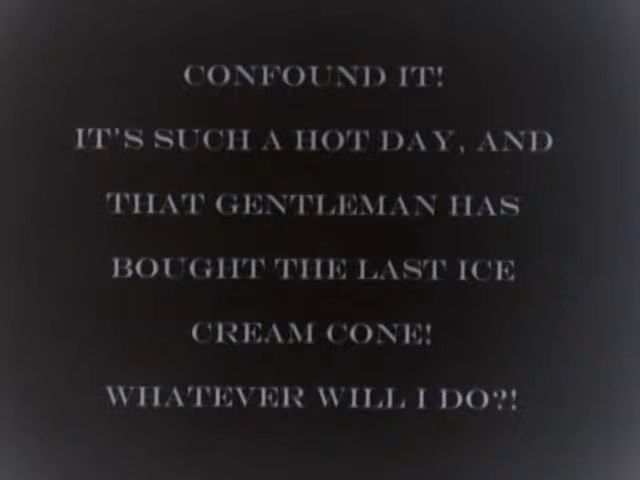 CONFOUND IT!
IT'S SUCH A HOT DAY, AND
THAT GENTLEMAN HAS
BOUGHT THE LAST ICE
CREAM CONE!
WHATEVER WILL I DO?!